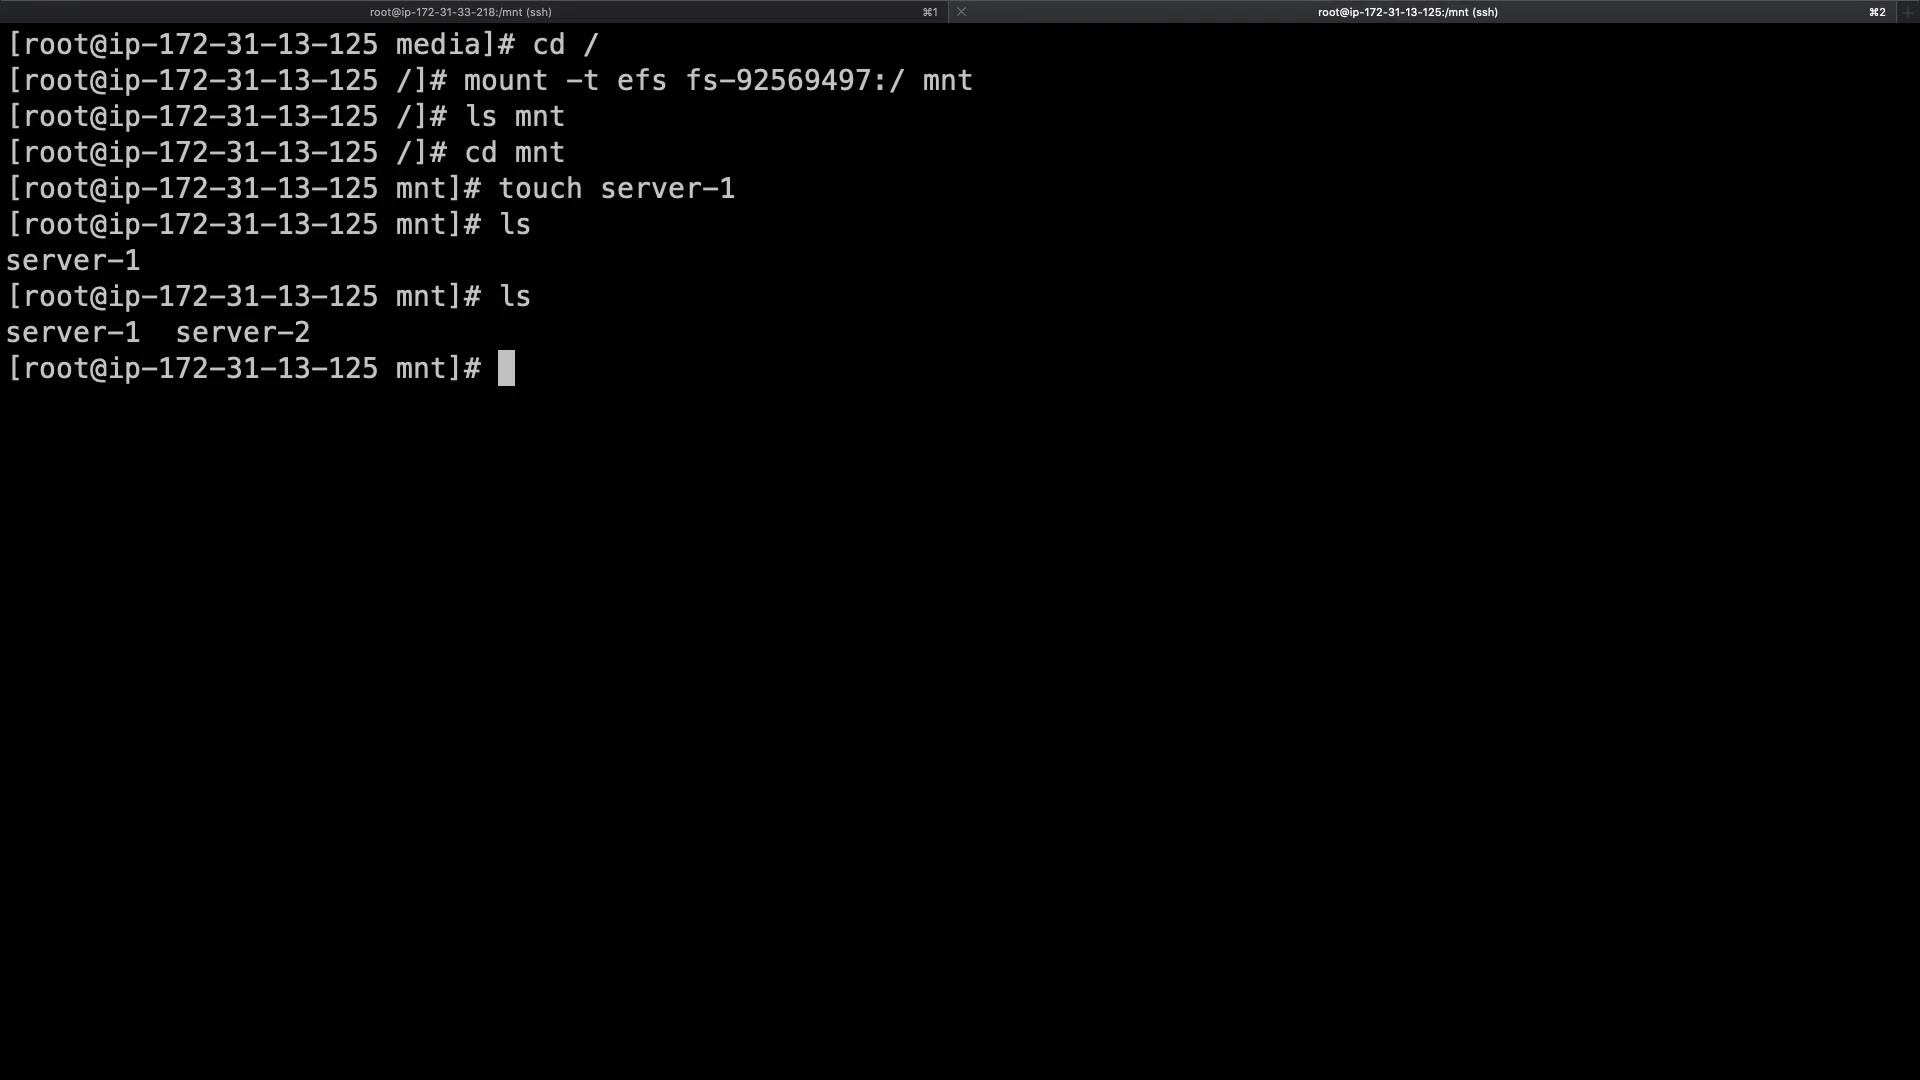 root@ip-172-31-33-218:/mnt (ssh) ⌘1 root@ip-172-31-13-125:/mnt (ssh) ⌘2
[root@ip-172-31-13-125 media]# cd /
[root@ip-172-31-13-125 /]# mount -t efs fs-92569497:/ mnt
[root@ip-172-31-13-125 /]# ls mnt
[root@ip-172-31-13-125 /]# cd mnt
[root@ip-172-31-13-125 mnt]# touch server-1
[root@ip-172-31-13-125 mnt]# ls
server-1
[root@ip-172-31-13-125 mnt]# ls
server-1  server-2
[root@ip-172-31-13-125 mnt]#